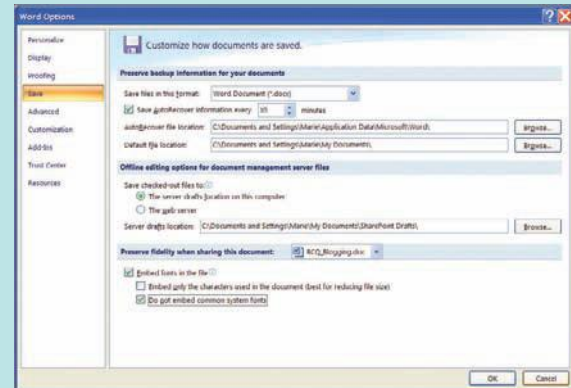 Word Options
Personalize
Display
Proofing
Save
Advanced
Customization
Add-Ins
Trust Center
Resources
Customize how documents are saved.
Preserve backup information for your documents
Save files in this format: Word Document (*.docx)
Save AutoRecover information every 10 minutes
AutoRecover file location: C:\Documents and Settings\Marie\Application Data\Microsoft\Word\ Browse...
Default file location: C:\Documents and Settings\Marie\My Documents\ Browse...
Offline editing options for document management server files
Save checked-out files to:
The server drafts location on this computer
The web server
Server drafts location: C:\Documents and Settings\Marie\My Documents\SharePoint Drafts\ Browse...
Preserve fidelity when sharing this document: RCQ_Blogging.doc
Embed fonts in the file
Embed only the characters used in the document (best for reducing file size)
Do not embed common system fonts
OK Cancel